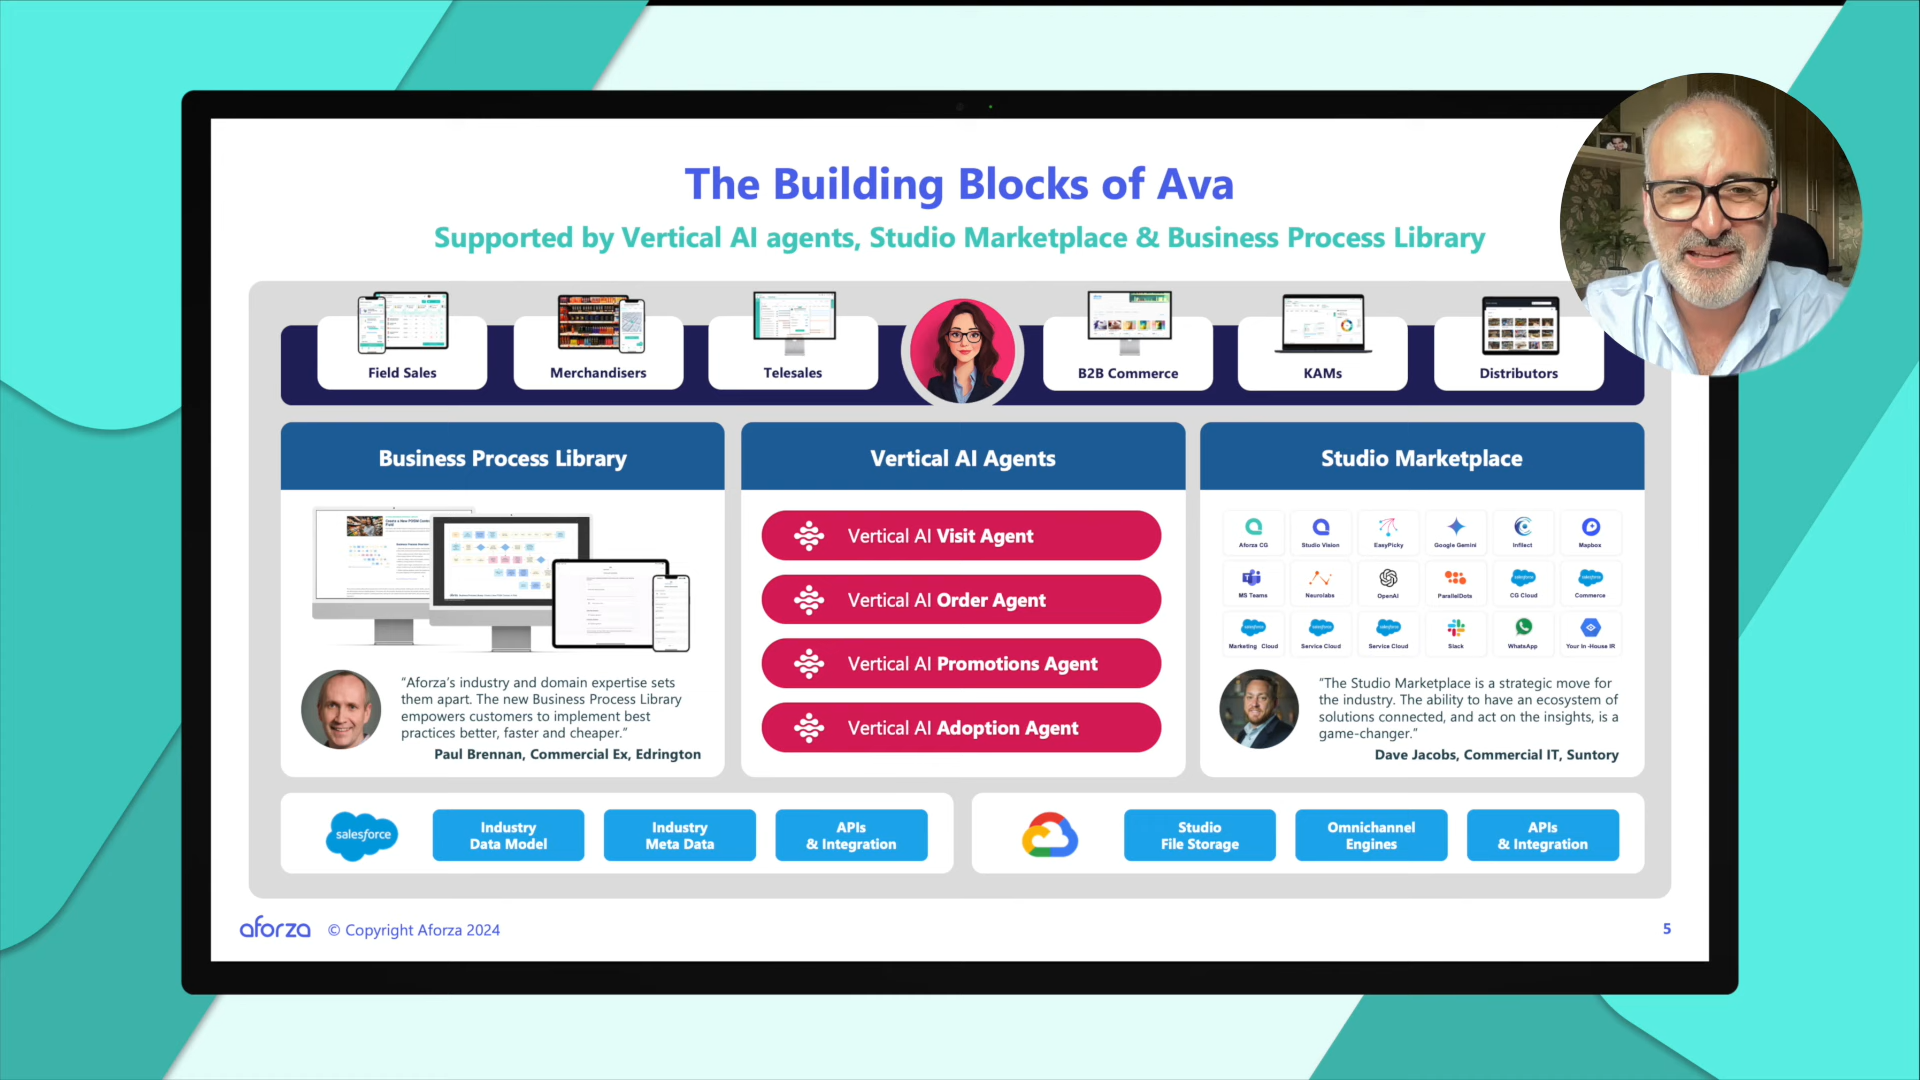 The Building Blocks of Ava
Supported by Vertical AI agents, Studio Marketplace & Business Process Library
Field Sales
Merchandisers
Telesales
B2B Commerce
KAMs
Distributors
Business Process Library
“Aforza’s industry and domain expertise sets
them apart. The new Business Process Library
empowers customers to implement best
practices better, faster and cheaper.”
Paul Brennan, Commercial Ex, Edrington
Vertical AI Agents
Vertical AI Visit Agent
Vertical AI Order Agent
Vertical AI Promotions Agent
Vertical AI Adoption Agent
Studio Marketplace
Aforza CG
Studio Vision
EasyPicky
Google Gemini
Infilect
Mapbox
MS Teams
Neurolabs
OpenAI
ParallelDots
salesforce
CG Cloud
salesforce
Commerce
salesforce
Marketing Cloud
salesforce
Service Cloud
salesforce
Service Cloud
Slack
WhatsApp
Your In-House IR
“The Studio Marketplace is a strategic move for
the industry. The ability to have an ecosystem of
solutions connected, and act on the insights, is a
game-changer.”
Dave Jacobs, Commercial IT, Suntory
salesforce
Industry
Data Model
Industry
Meta Data
APIs
& Integration
Studio
File Storage
Omnichannel
Engines
APIs
& Integration
aforza
© Copyright Aforza 2024
5